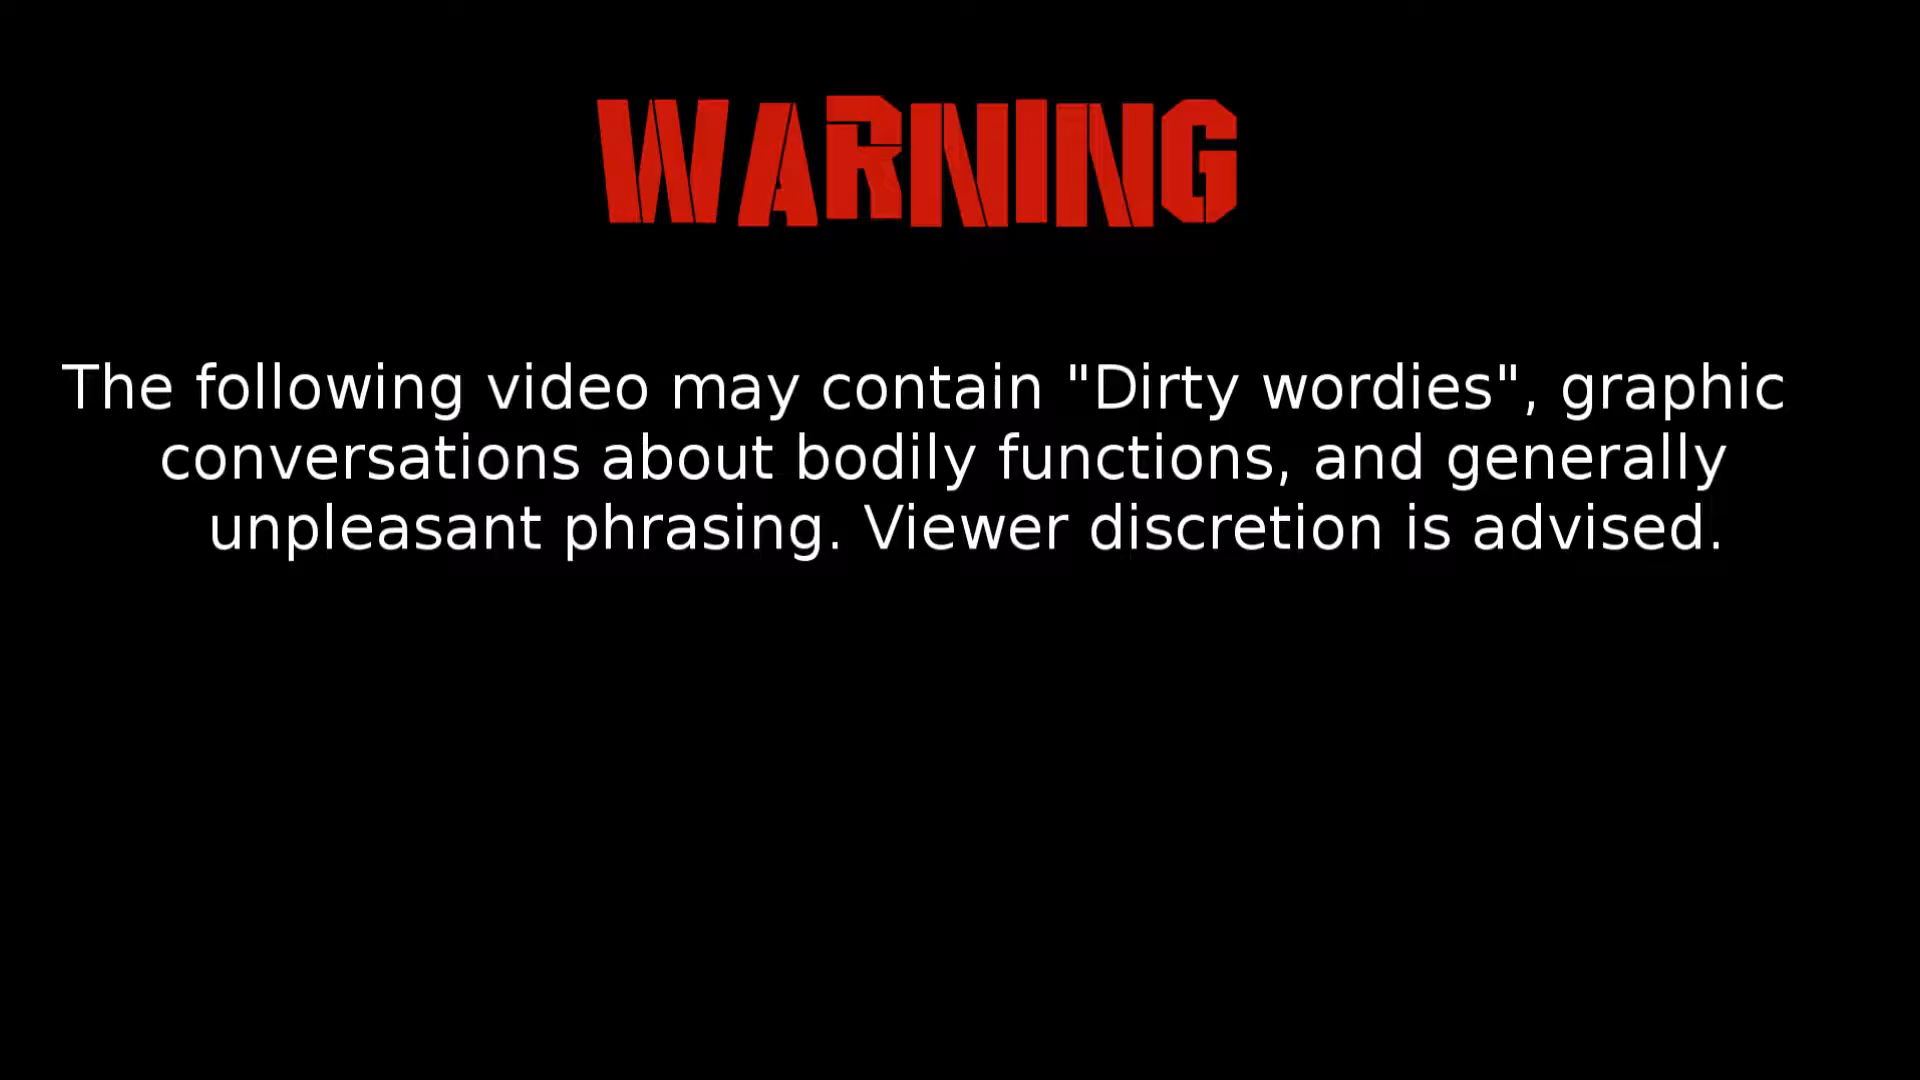 WARNING
The following video may contain "Dirty wordies", graphic
conversations about bodily functions, and generally
unpleasant phrasing. Viewer discretion is advised.